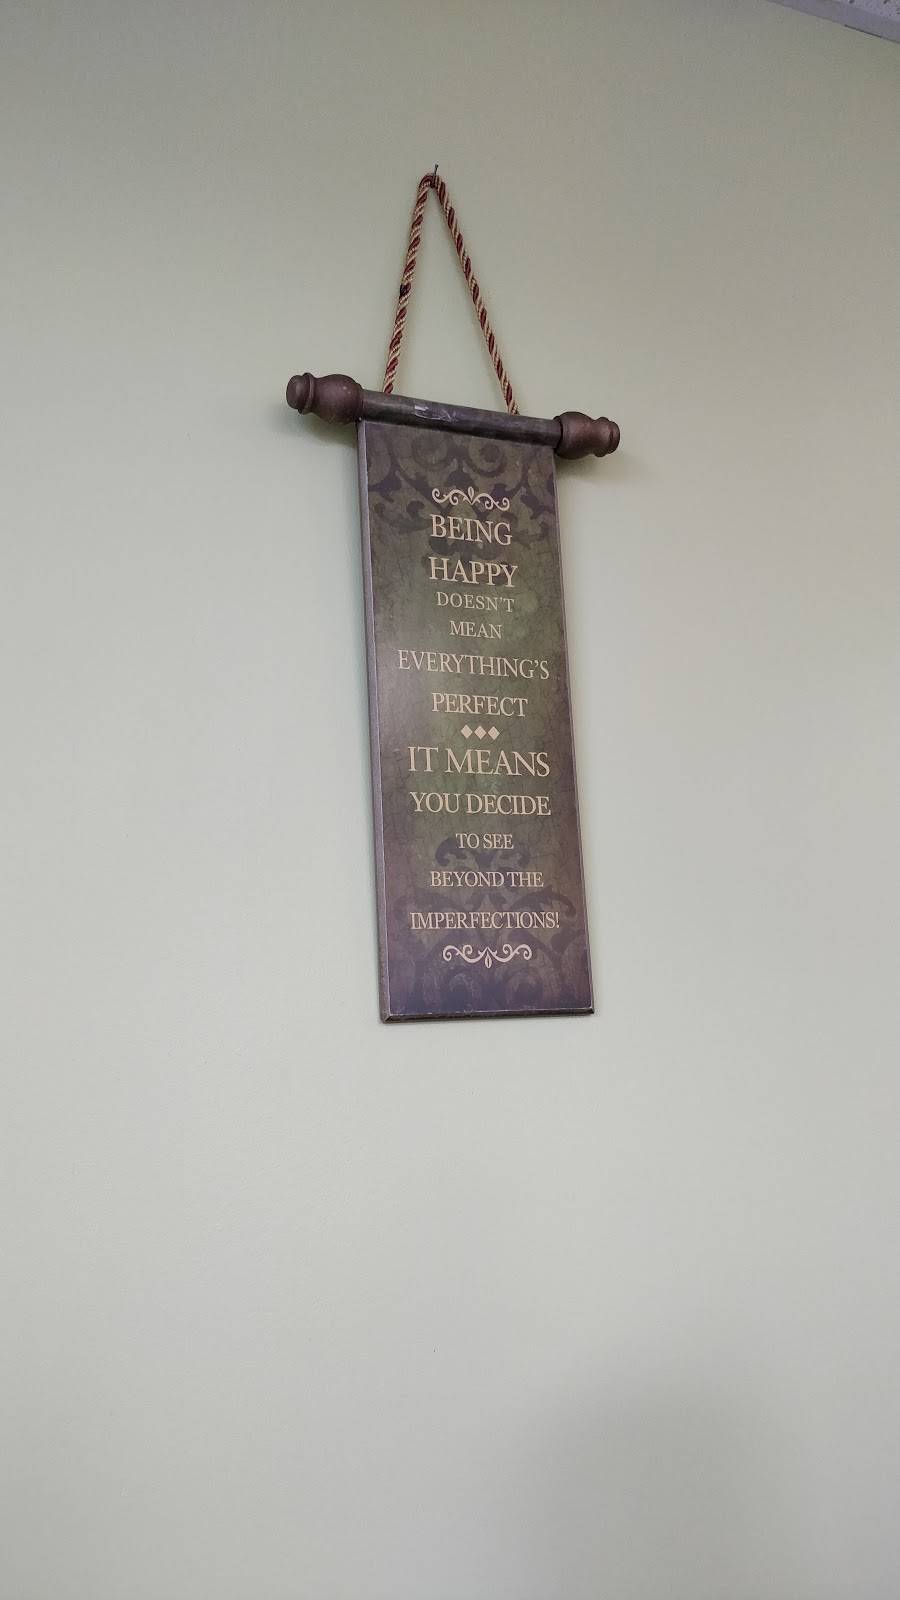 BEING
HAPPY
DOESN'T
MEAN
EVERYTHING'S
PERFECT
IT MEANS
YOU DECIDE
TO SEE
BEYOND THE
IMPERFECTIONS!